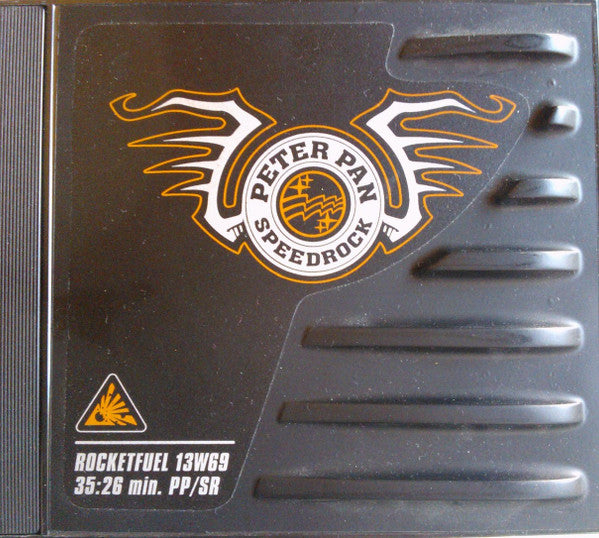 PETER PAN
SPEEDROCK
ROCKETFUEL 13W69
35:26 min. PP/SR